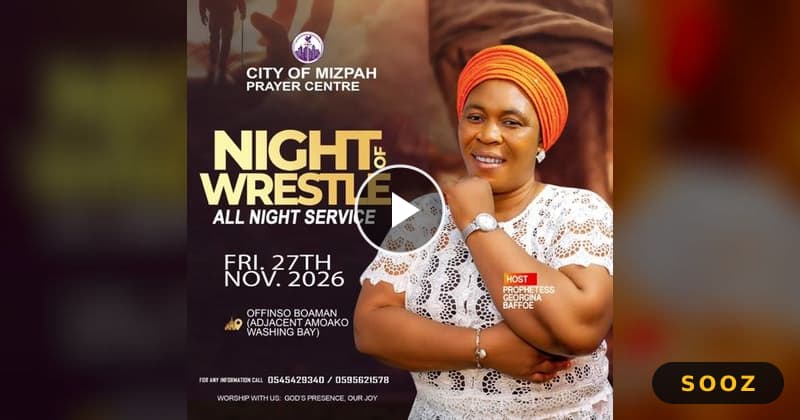 CITY OF MIZPAH
PRAYER CENTRE
NIGHT OF
WRESTLE
ALL NIGHT SERVICE
FRI. 27TH
NOV. 2026
OFFINSO BOAMAN
(ADJACENT AMOAKO
WASHING BAY)
HOST
PROPHETESS
GEORGINA
BAFFOE
FOR ANY INFORMATION CALL 0545429340 / 0595621578
WORSHIP WITH US: GOD'S PRESENCE, OUR JOY
SOOZ